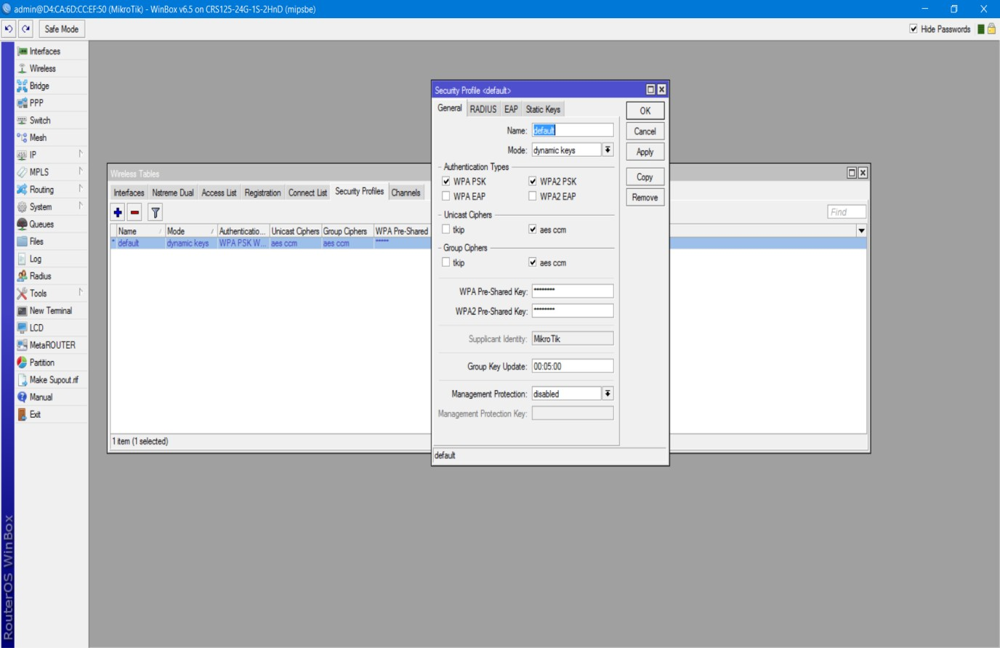 admin@D4:CA:6D:CC:EF:50 (MikroTik) - WinBox v6.5 on CRS125-24G-1S-2HnD (mipsbe)
Safe Mode
Hide Passwords
Interfaces
Wireless
Bridge
PPP
Switch
Mesh
IP
MPLS
Routing
System
Queues
Files
Log
Radius
Tools
New Terminal
LCD
MetaROUTER
Partition
Make Supout.rif
Manual
Exit
RouterOS WinBox
Wireless Tables
Interfaces Nstreme Dual Access List Registration Connect List Security Profiles Channels
Find
Name Mode Authenticatio... Unicast Ciphers Group Ciphers WPA Pre-Shared
* default dynamic keys WPA PSK W... aes ccm aes ccm *****
1 item (1 selected)
Security Profile <default>
General RADIUS EAP Static Keys
Name: default
Mode: dynamic keys
Authentication Types
WPA PSK WPA2 PSK
WPA EAP WPA2 EAP
Unicast Ciphers
tkip aes ccm
Group Ciphers
tkip aes ccm
WPA Pre-Shared Key: ********
WPA2 Pre-Shared Key: ********
Supplicant Identity: MikroTik
Group Key Update: 00:05:00
Management Protection: disabled
Management Protection Key:
default
OK
Cancel
Apply
Copy
Remove